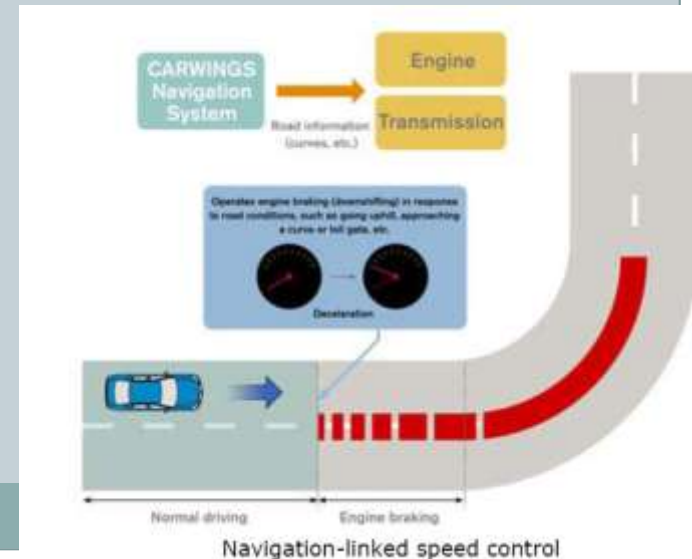 CARWINGS
Navigation
System
Road information
(curves, etc.)
Engine
Transmission
Operates engine braking (downshifting) in response
to road conditions, such as going uphill, approaching
a curve or toll gate, etc.
Deceleration
Normal driving
Engine braking
Navigation-linked speed control